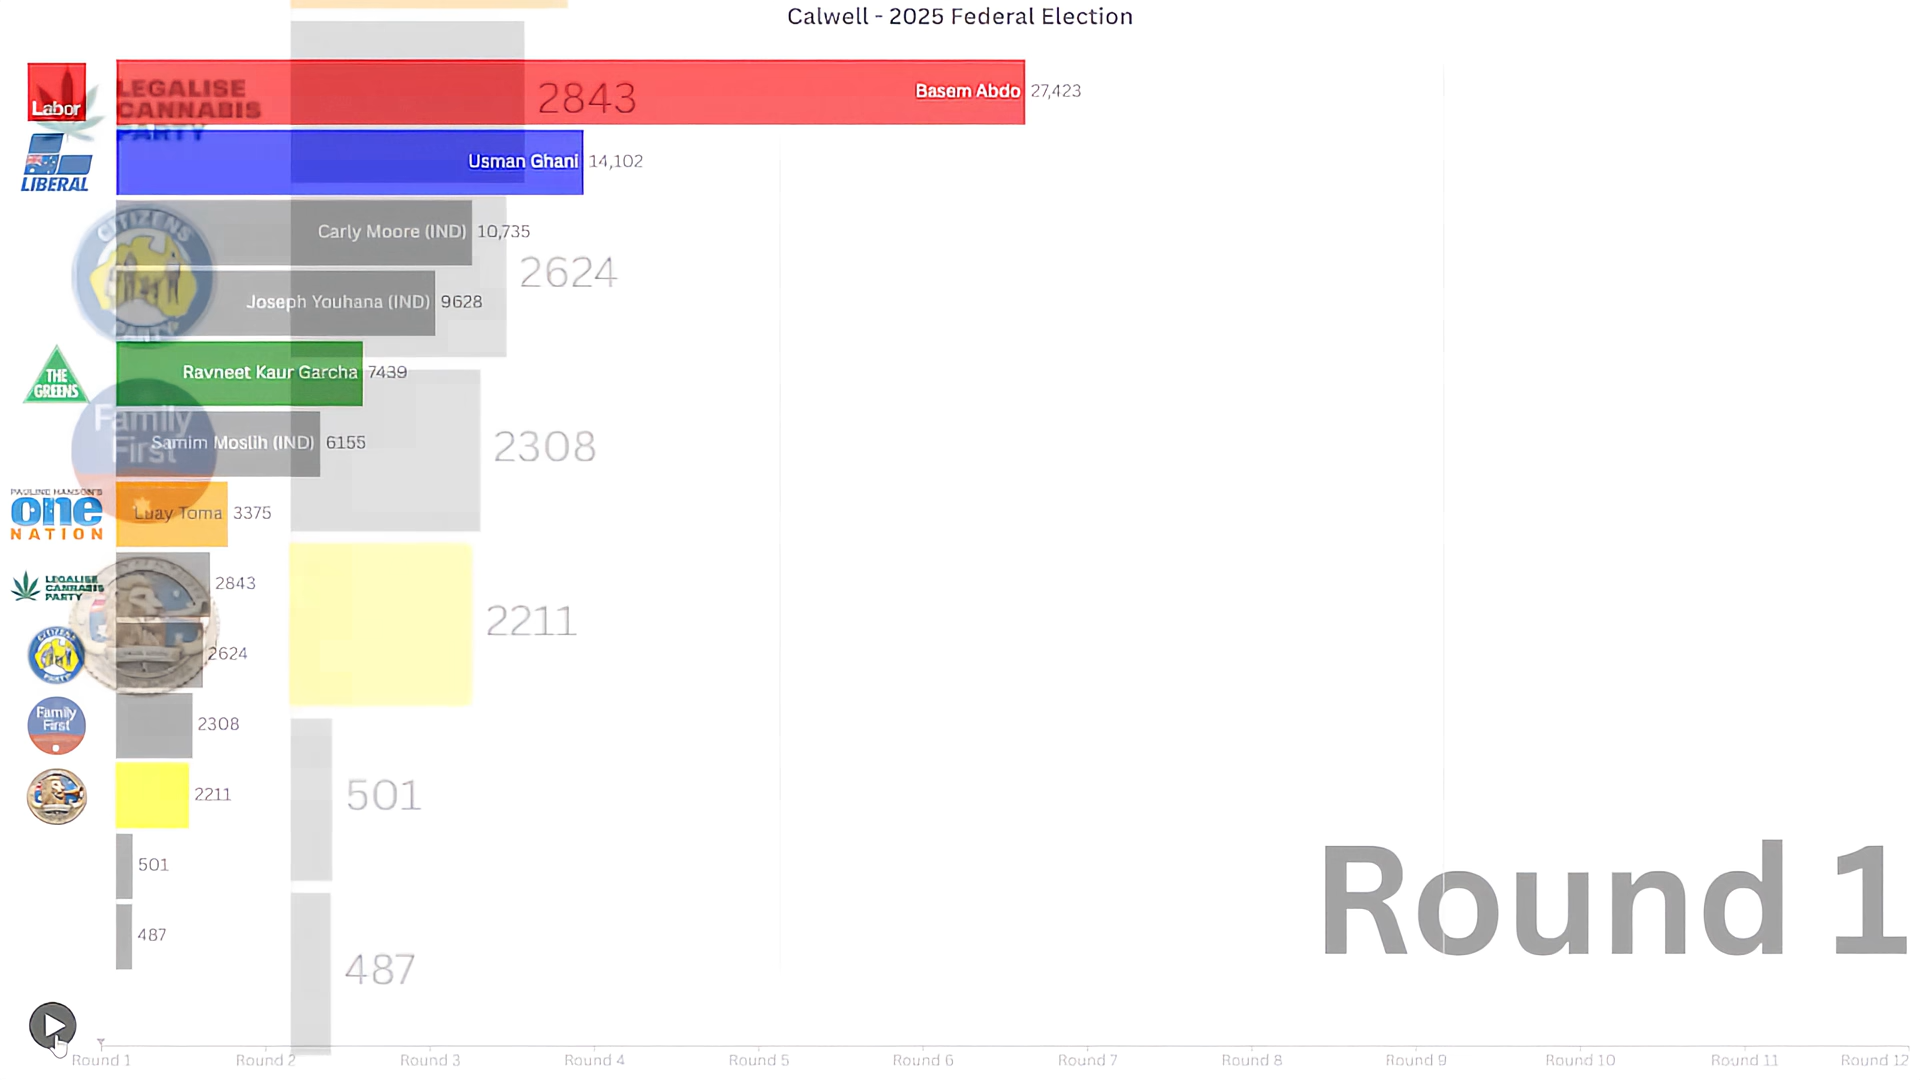 Calwell - 2025 Federal Election
Labor
LEGALISE
CANNABIS
PARTY
2843
Basem Abdo 27,423
LIBERAL
Usman Ghani 14,102
CITIZENS
PARTY
Carly Moore (IND) 10,735
2624
Joseph Youhana (IND) 9628
THE
GREENS
Ravneet Kaur Garcha 7439
Family
First
Samim Moslih (IND) 6155
2308
PAULINE HANSON'S
one
NATION
Luay Toma 3375
LEGALISE
CANNABIS
PARTY
2843
2211
CITIZENS
PARTY
2624
Family
First
2308
2211
501
501
487
487
Round 1
Round 1 Round 2 Round 3 Round 4 Round 5 Round 6 Round 7 Round 8 Round 9 Round 10 Round 11 Round 12